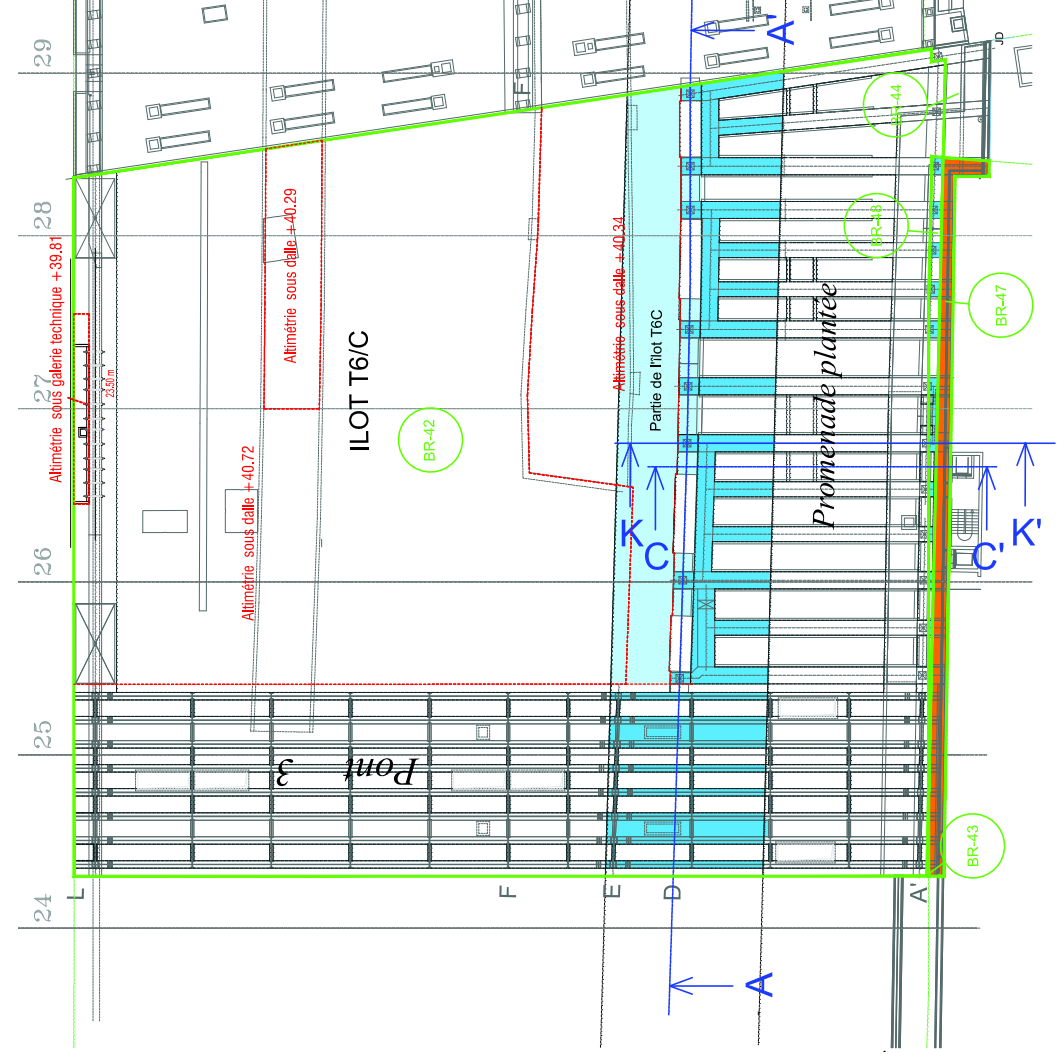 29
28
27
26
25
24
A'
JD
F
BR-44
BR-48
BR-47
BR-42
BR-43
Altimétrie sous galerie technique +39.81
23.50 m
Altimétrie sous dalle +40.29
Altimétrie sous dalle +40.72
Altimétrie sous dalle +40.34
ILOT T6/C
Partie de l'îlot T6C
Promenade plantée
K
C
C'
K'
Pont 3
L
F
E
D
A'
A